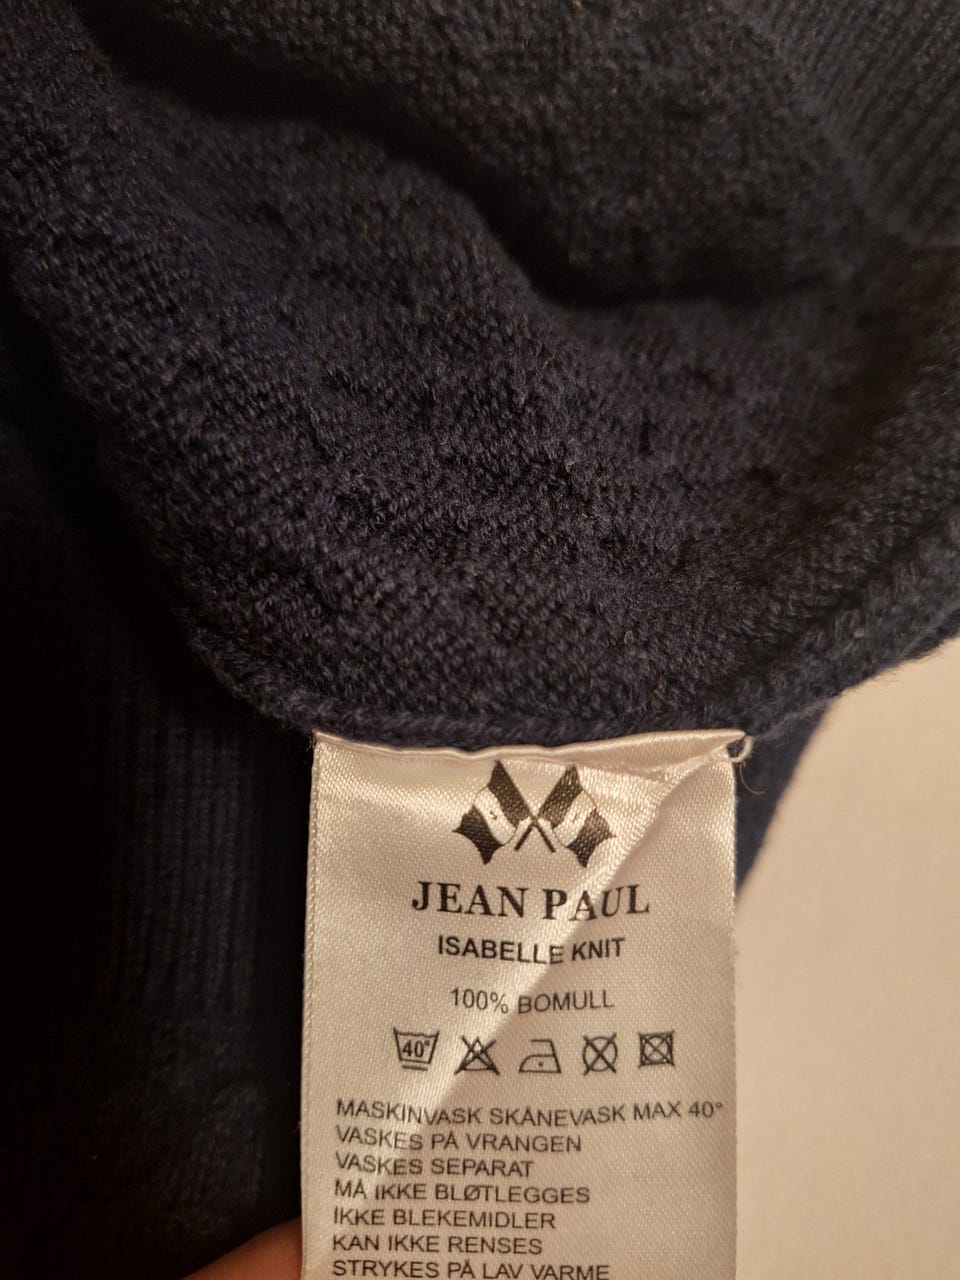 JEAN PAUL
ISABELLE KNIT
100% BOMULL
40°
MASKINVASK SKÅNEVASK MAX 40°
VASKES PÅ VRANGEN
VASKES SEPARAT
MÅ IKKE BLØTLEGGES
IKKE BLEKEMIDLER
KAN IKKE RENSES
STRYKES PÅ LAV VARME